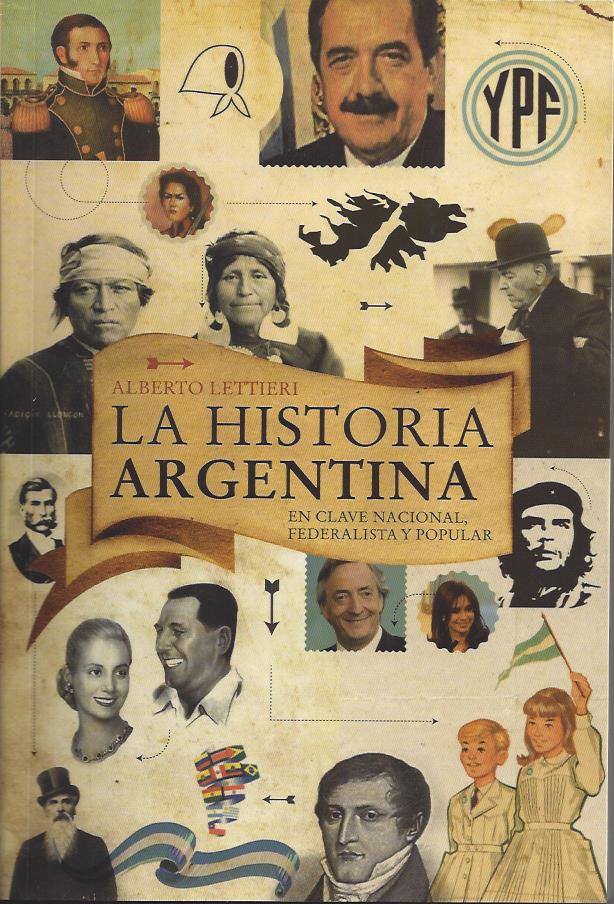 YPF
ALBERTO LETTIERI
LA HISTORIA
ARGENTINA
EN CLAVE NACIONAL,
FEDERALISTA Y POPULAR